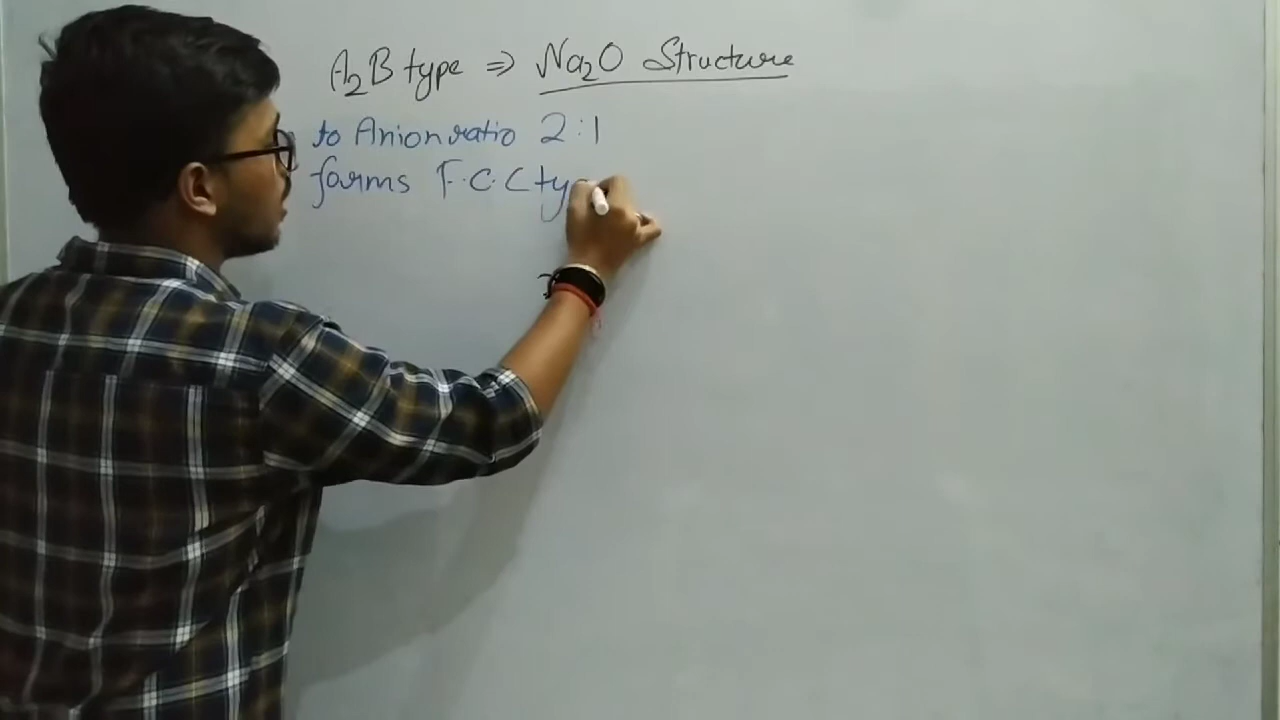 A₂B type ⇒ Na₂O Structure
to Anion ratio 2:1
forms F.C.C